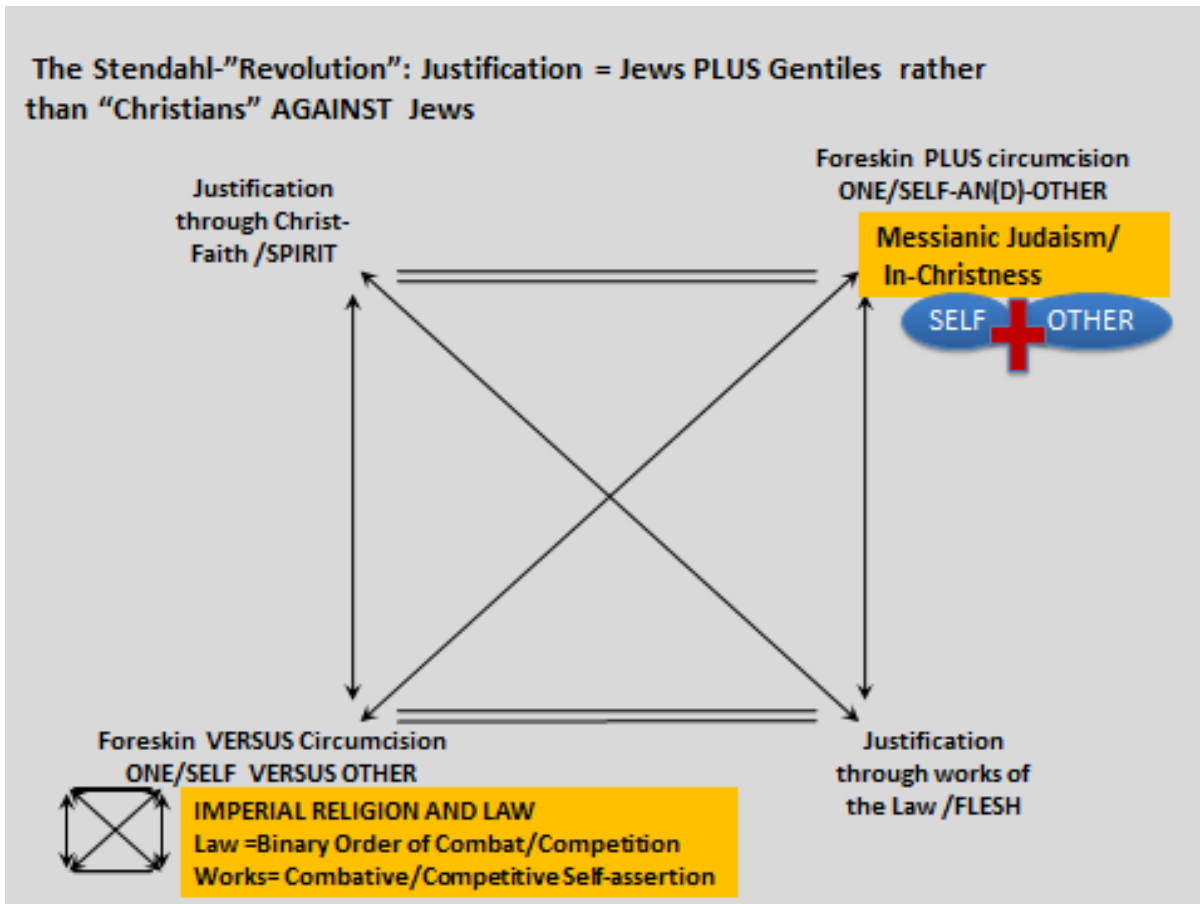 The Stendahl-”Revolution”: Justification = Jews PLUS Gentiles rather
than “Christians” AGAINST Jews
Foreskin PLUS circumcision
ONE/SELF-AN(D)-OTHER
Justification
through Christ-
Faith /SPIRIT
Messianic Judaism/
In-Christness
SELF
OTHER
Foreskin VERSUS Circumcision
ONE/SELF VERSUS OTHER
Justification
through works of
the Law /FLESH
IMPERIAL RELIGION AND LAW
Law =Binary Order of Combat/Competition
Works= Combative/Competitive Self-assertion